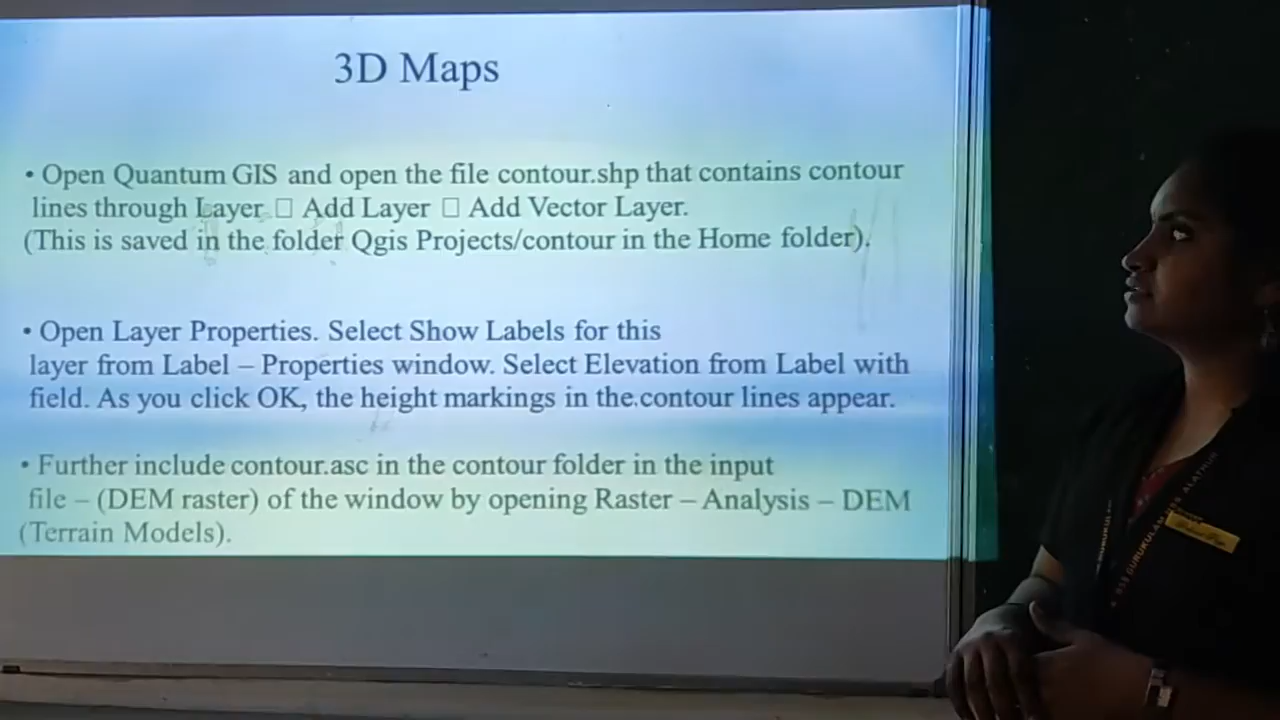 3D Maps
• Open Quantum GIS and open the file contour.shp that contains contour
lines through Layer □ Add Layer □ Add Vector Layer.
(This is saved in the folder Qgis Projects/contour in the Home folder).
• Open Layer Properties. Select Show Labels for this
layer from Label – Properties window. Select Elevation from Label with
field. As you click OK, the height markings in the contour lines appear.
• Further include contour.asc in the contour folder in the input
file – (DEM raster) of the window by opening Raster – Analysis – DEM
(Terrain Models).
GURUKULAM
ALATHUR